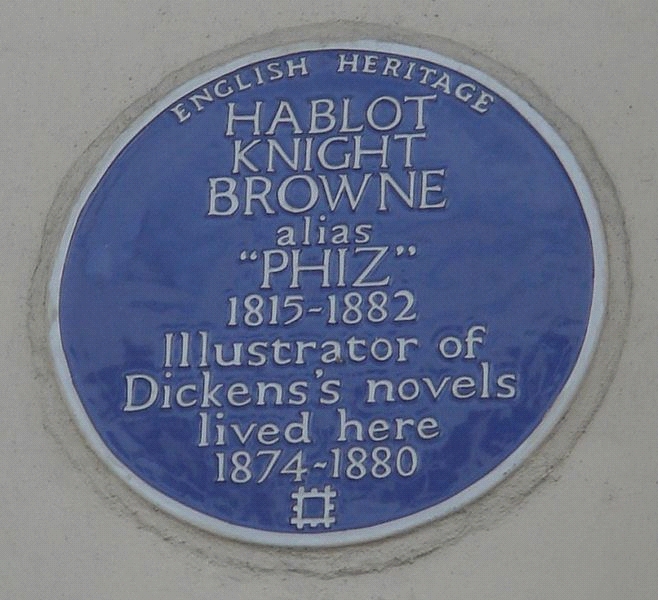 ENGLISH HERITAGE
HABLOT
KNIGHT
BROWNE
alias
"PHIZ"
1815-1882
Illustrator of
Dickens's novels
lived here
1874-1880